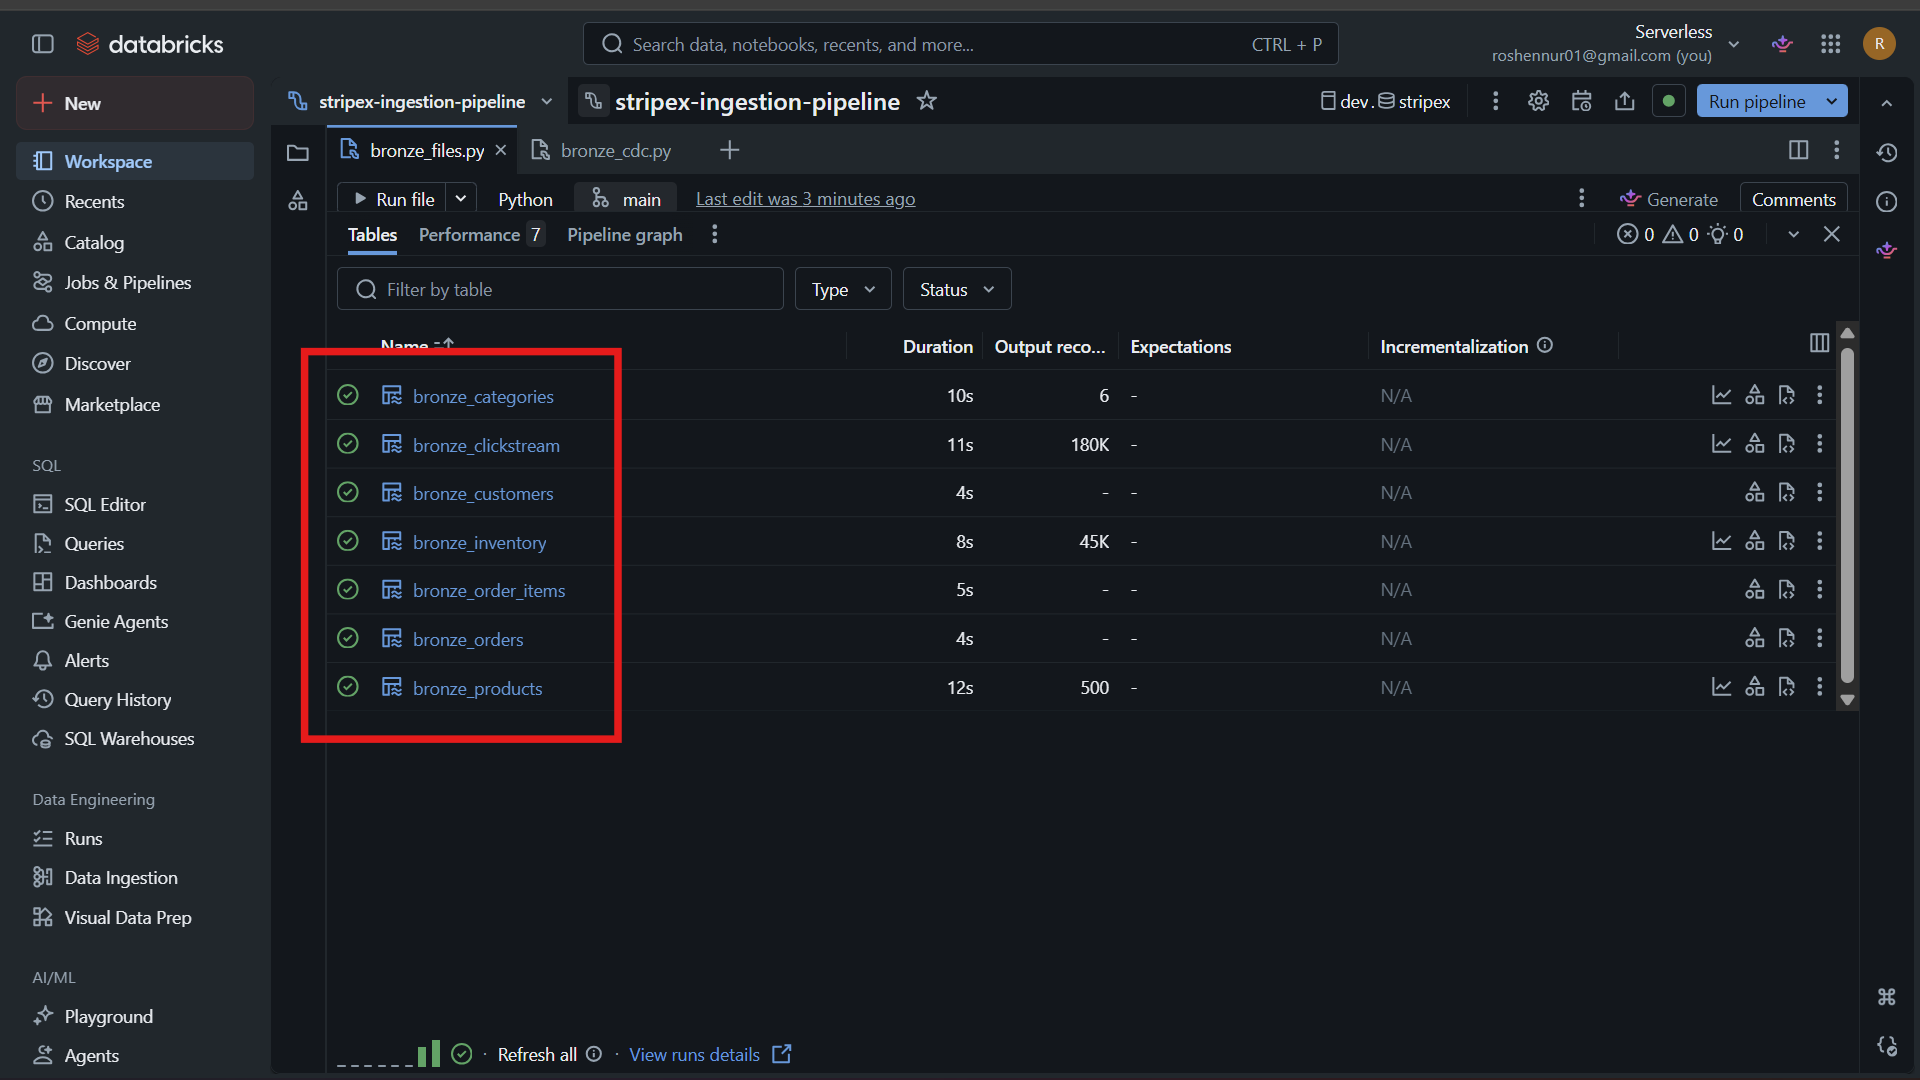 databricks
Search data, notebooks, recents, and more...
CTRL + P
Serverless
roshennur01@gmail.com (you)
R
New
Workspace
Recents
Catalog
Jobs & Pipelines
Compute
Discover
Marketplace
SQL
SQL Editor
Queries
Dashboards
Genie Agents
Alerts
Query History
SQL Warehouses
Data Engineering
Runs
Data Ingestion
Visual Data Prep
AI/ML
Playground
Agents
stripex-ingestion-pipeline
stripex-ingestion-pipeline
dev. stripex
Run pipeline
bronze_files.py
bronze_cdc.py
Run file
Python
main
Last edit was 3 minutes ago
Generate
Comments
Tables
Performance 7
Pipeline graph
0 0 0
Filter by table
Type
Status
Name Duration Output reco... Expectations Incrementalization
bronze_categories 10s 6 - N/A
bronze_clickstream 11s 180K - N/A
bronze_customers 4s - - N/A
bronze_inventory 8s 45K - N/A
bronze_order_items 5s - - N/A
bronze_orders 4s - - N/A
bronze_products 12s 500 - N/A
· Refresh all · View runs details